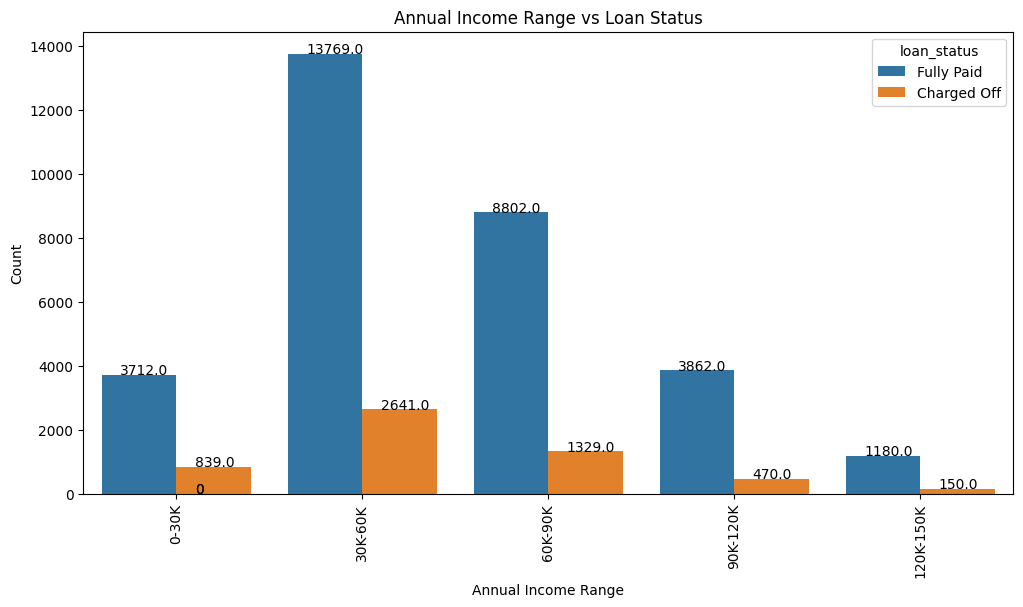 Annual Income Range vs Loan Status
loan_status
Fully Paid
Charged Off
Count
14000
12000
10000
8000
6000
4000
2000
0
13769.0
8802.0
3712.0
3862.0
2641.0
1329.0
1180.0
839.0
470.0
150.0
0
0-30K
30K-60K
60K-90K
90K-120K
120K-150K
Annual Income Range